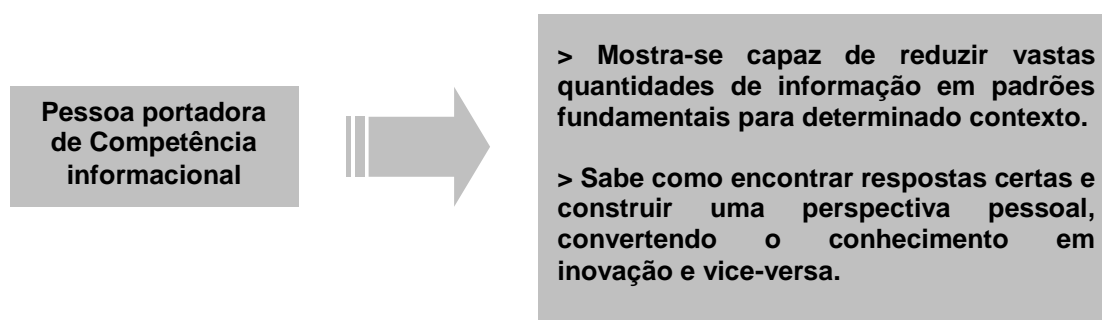 Pessoa portadora
de Competência
informacional
> Mostra-se capaz de reduzir vastas
quantidades de informação em padrões
fundamentais para determinado contexto.
> Sabe como encontrar respostas certas e
construir uma perspectiva pessoal,
convertendo o conhecimento em
inovação e vice-versa.